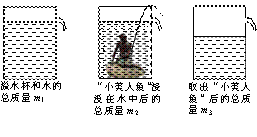 溢水杯和水的
总质量m1
“小美人鱼”浸
没在水中后的
总质量m2
取出“小美人
鱼”后的总质
量m3